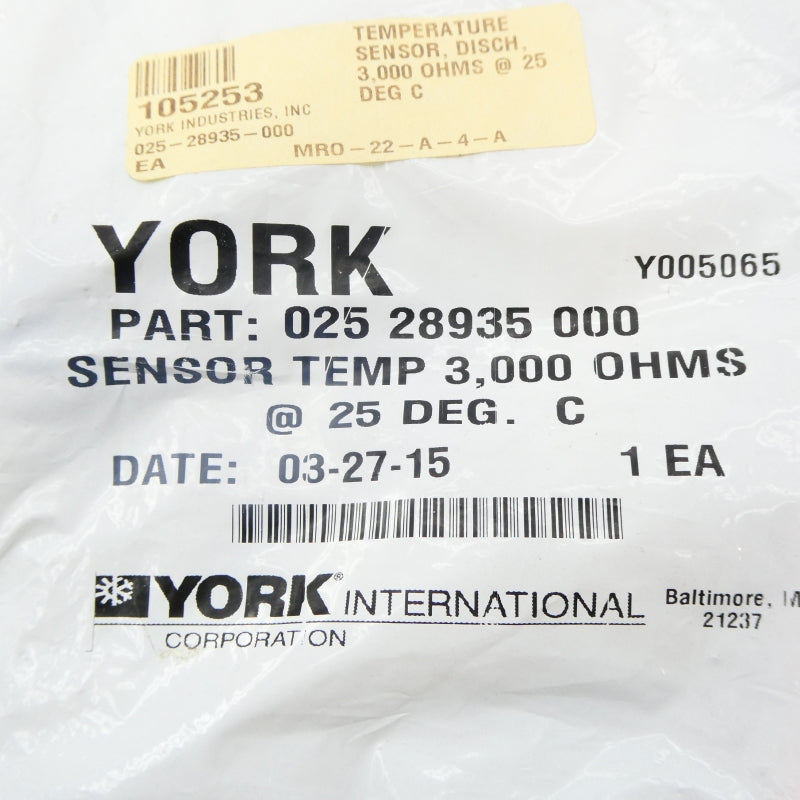 TEMPERATURE
SENSOR, DISCH,
3,000 OHMS @ 25
DEG C
105253
YORK INDUSTRIES, INC
025-28935-000
EA
MRO-22-A-4-A
YORK
Y005065
PART: 025 28935 000
SENSOR TEMP 3,000 OHMS
@ 25 DEG. C
DATE: 03-27-15 1 EA
YORK® INTERNATIONAL
CORPORATION
Baltimore, M
21237